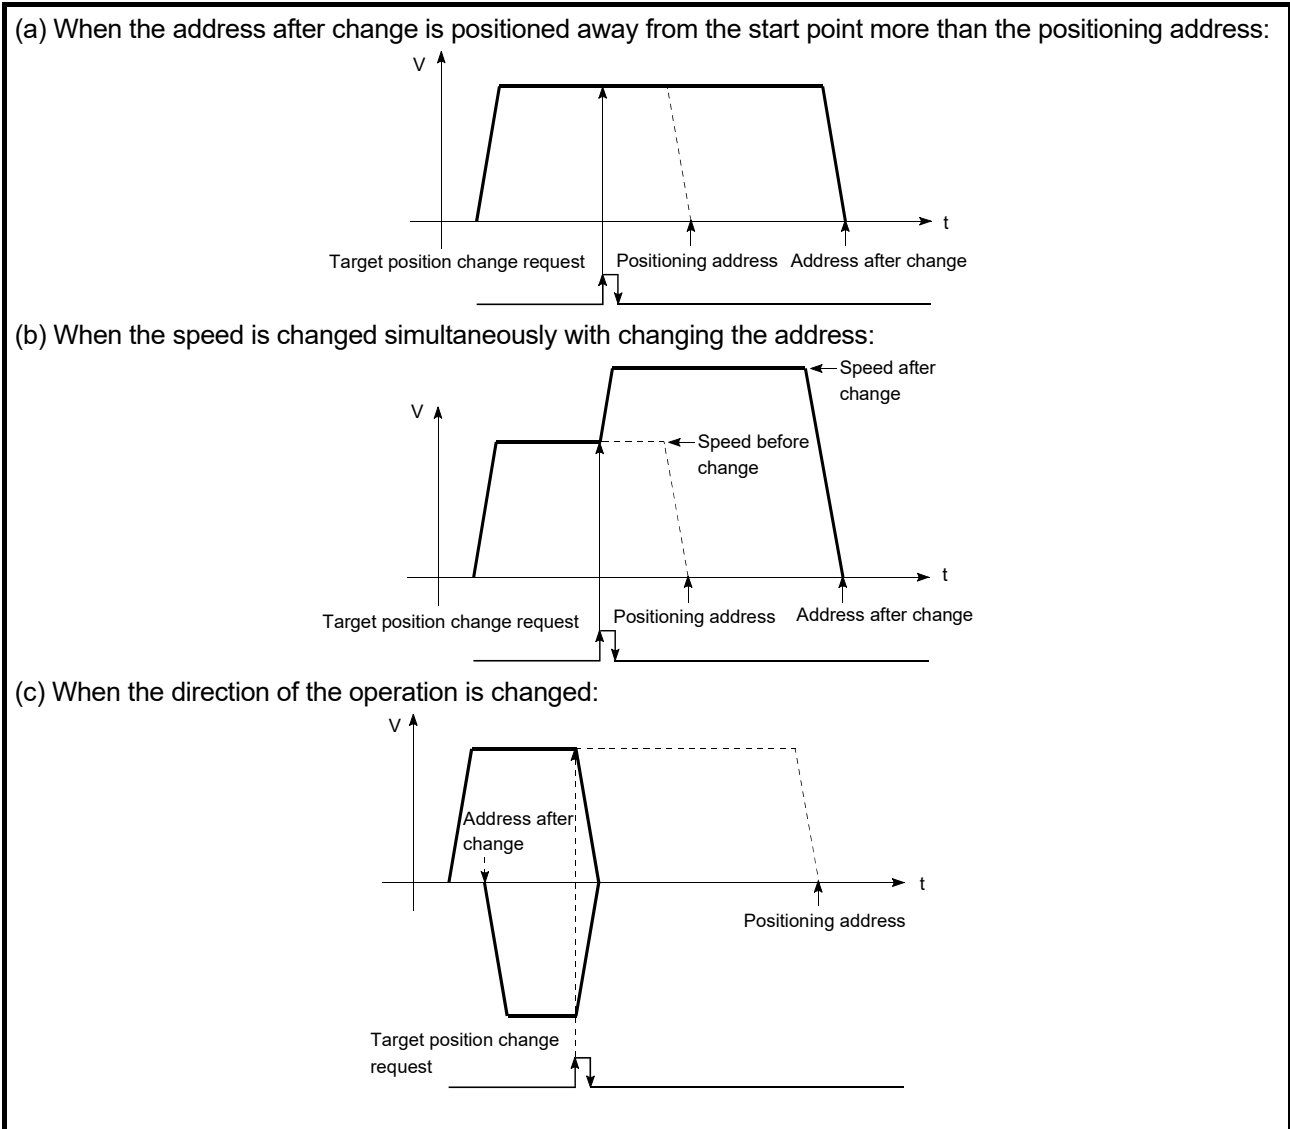 (a) When the address after change is positioned away from the start point more than the positioning address:
V
t
Target position change request
Positioning address
Address after change
(b) When the speed is changed simultaneously with changing the address:
Speed after
change
V
Speed before
change
t
Target position change request
Positioning address
Address after change
(c) When the direction of the operation is changed:
V
Address after
change
t
Positioning address
Target position change
request